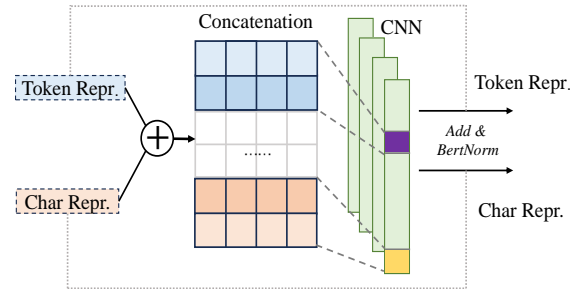 Concatenation
CNN
Token Repr.
Char Repr.
......
Token Repr.
Add &
BertNorm
Char Repr.